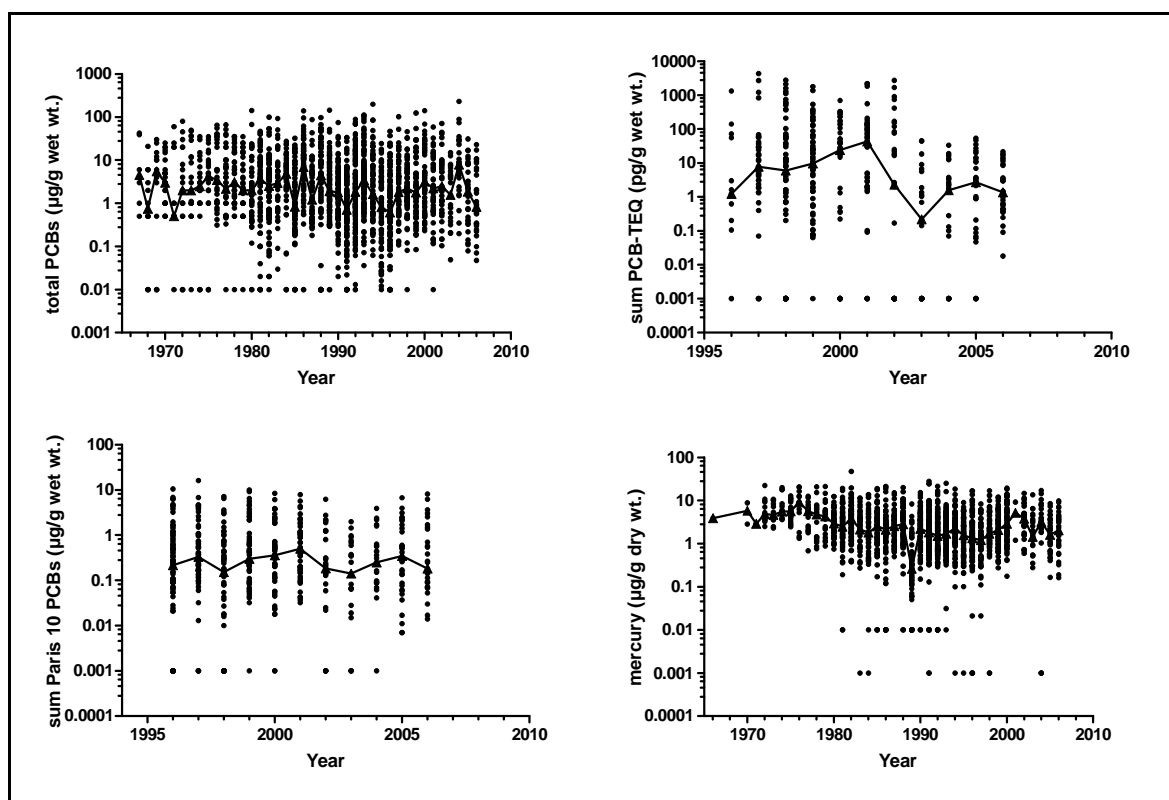 1000
100
10
1
0.1
0.01
0.001
total PCBs (µg/g wet wt.)
1970 1980 1990 2000 2010
Year
10000
1000
100
10
1
0.1
0.01
0.001
0.0001
sum PCB-TEQ (pg/g wet wt.)
1995 2000 2005 2010
Year
100
10
1
0.1
0.01
0.001
0.0001
sum Paris 10 PCBs (µg/g wet wt.)
1995 2000 2005 2010
Year
100
10
1
0.1
0.01
0.001
0.0001
mercury (µg/g dry wt.)
1970 1980 1990 2000 2010
Year